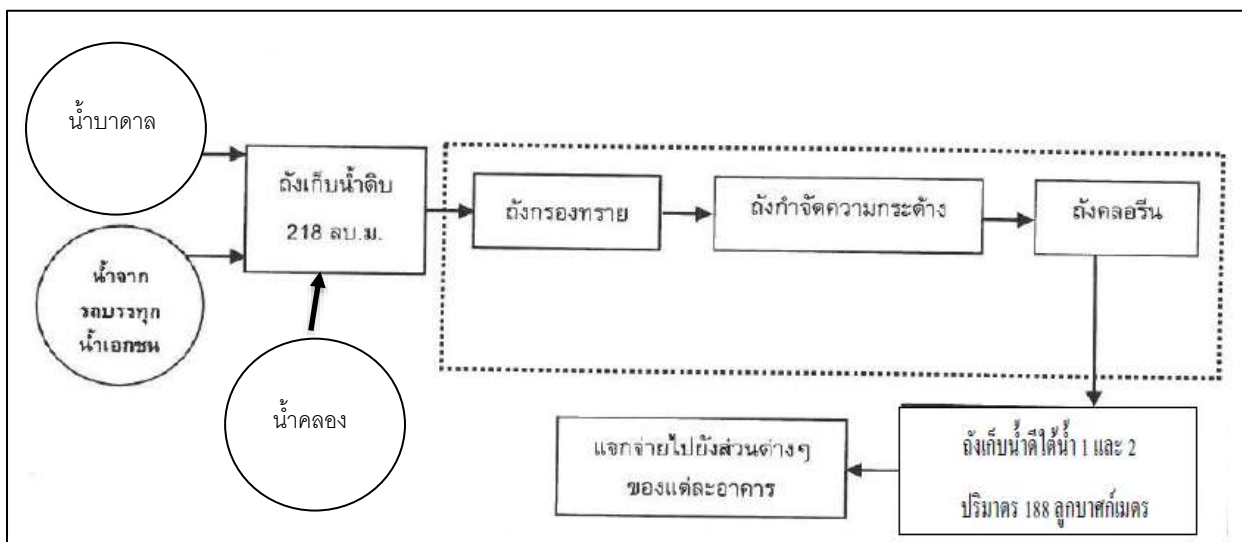 น้ำบาดาล
น้ำจาก
รถบรรทุก
น้ำเอกชน
น้ำคลอง
ถังเก็บน้ำดิบ
218 ลบ.ม.
ถังกรองทราย
ถังกำจัดความกระด้าง
ถังคลอรีน
ถังเก็บน้ำดีได้น้ำ 1 และ 2
ปริมาตร 188 ลูกบาศก์เมตร
แจกจ่ายไปยังส่วนต่างๆ
ของแต่ละอาคาร